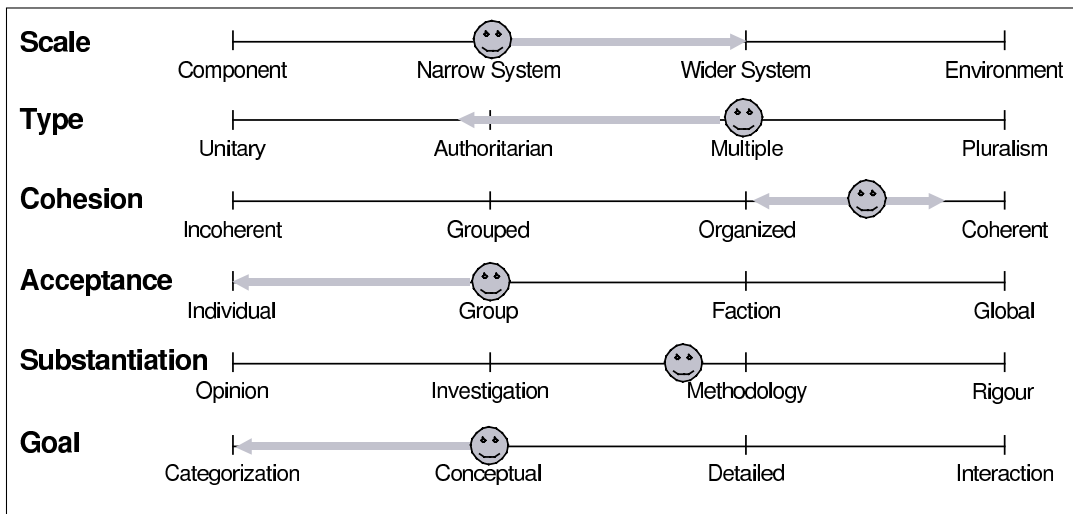 Scale
Component Narrow System Wider System Environment
Type
Unitary Authoritarian Multiple Pluralism
Cohesion
Incoherent Grouped Organized Coherent
Acceptance
Individual Group Faction Global
Substantiation
Opinion Investigation Methodology Rigour
Goal
Categorization Conceptual Detailed Interaction